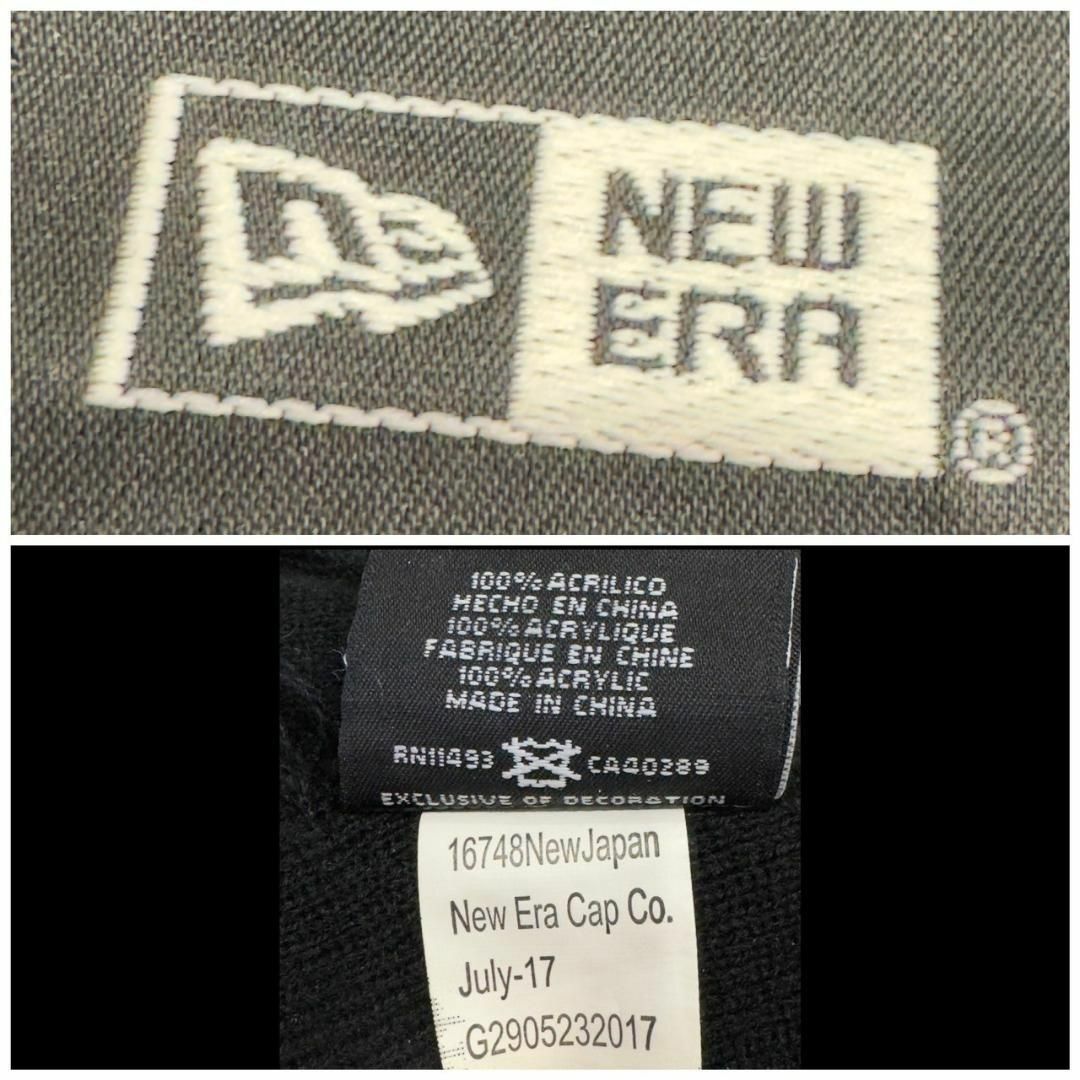 NE
NEW
ERA
®
100% ACRILICO
HECHO EN CHINA
100% ACRYLIQUE
FABRIQUE EN CHINE
100% ACRYLIC
MADE IN CHINA
RN11493 CA40289
EXCLUSIVE OF DECORATION
16748NewJapan
New Era Cap Co.
July-17
G2905232017